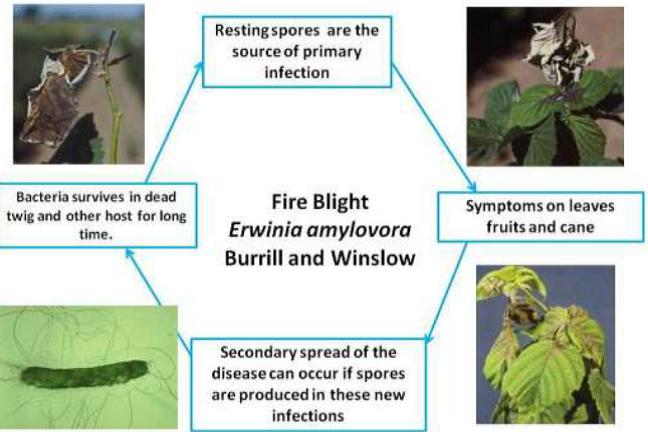 Resting spores are the
source of primary
infection
Symptoms on leaves
fruits and cane
Secondary spread of the
disease can occur if spores
are produced in these new
infections
Bacteria survives in dead
twig and other host for long
time.
Fire Blight
Erwinia amylovora
Burrill and Winslow